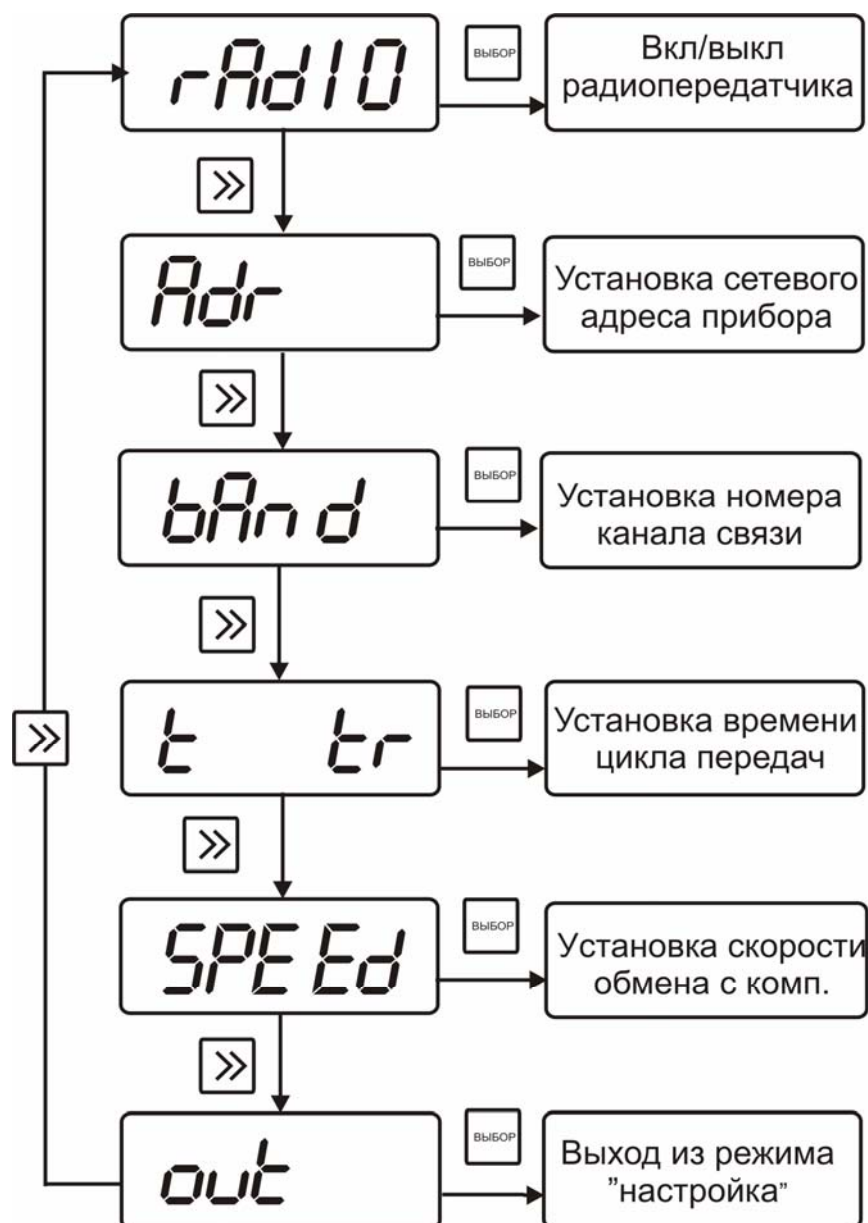 rAdIO
ВЫБОР
Вкл/выкл
радиопередатчика
>>
Adr
ВЫБОР
Установка сетевого
адреса прибора
>>
bAnd
ВЫБОР
Установка номера
канала связи
>>
t tr
ВЫБОР
Установка времени
цикла передач
>>
>>
SPEEd
ВЫБОР
Установка скорости
обмена с комп.
>>
out
ВЫБОР
Выход из режима
”настройка”